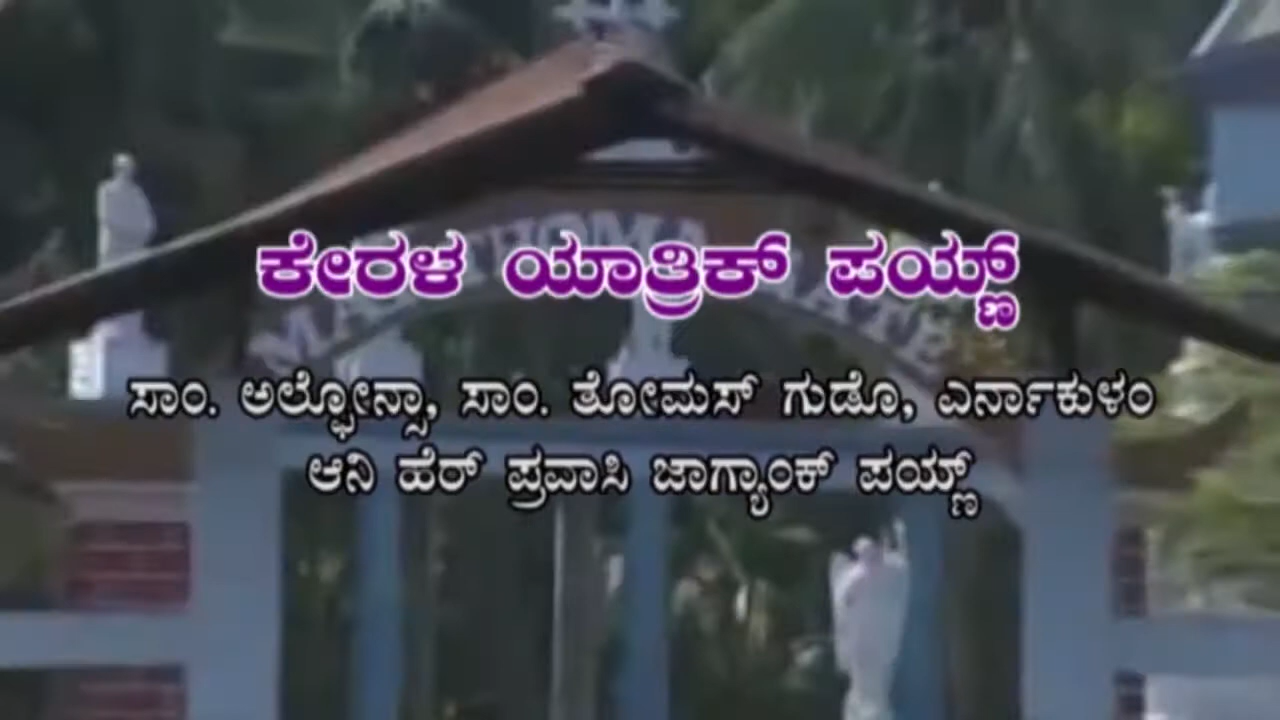 ಕೇರಳ ಯಾತ್ರಿಕ್ ಪಯ್ಣ್
ಸಾಂ. ಅಲ್ಫೋನ್ಸಾ, ಸಾಂ. ತೋಮಸ್ ಗುಡೊ, ಎರ್ನಾಕುಳಂ
ಆನಿ ಹೆರ್ ಪ್ರವಾಸಿ ಜಾಗ್ಯಾಂಕ್ ಪಯ್ಣ್